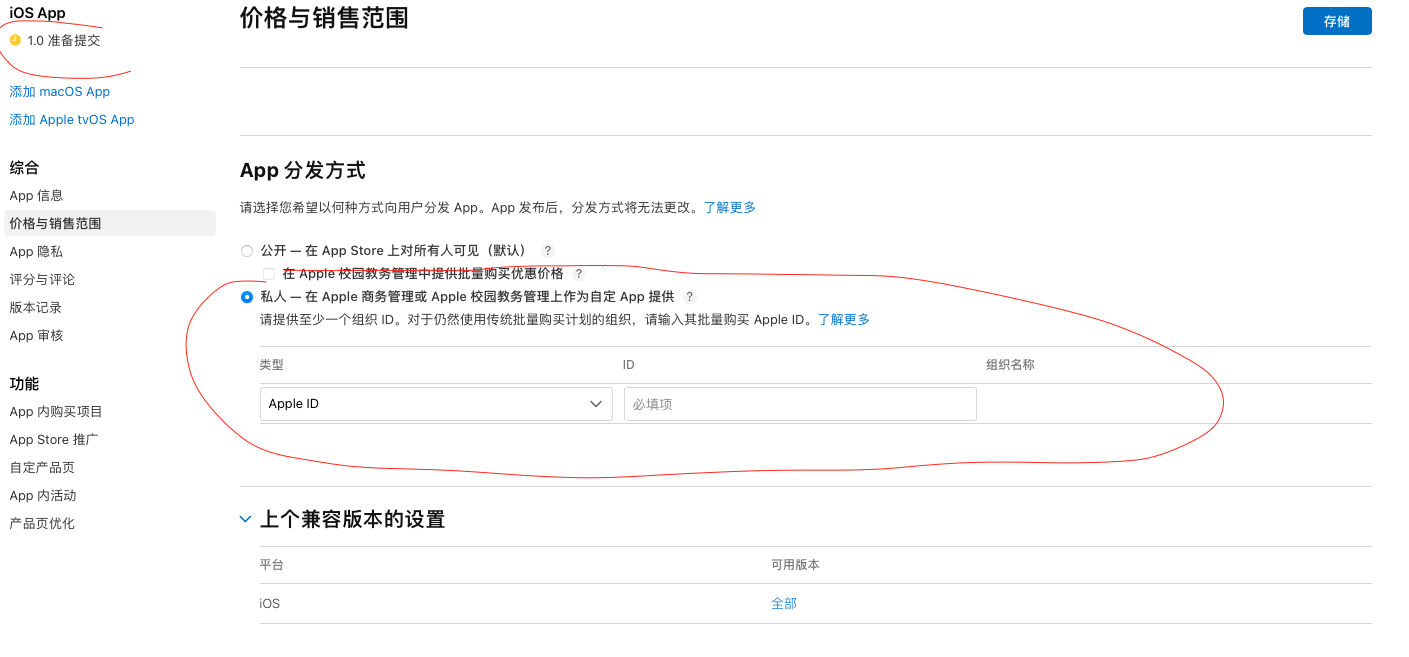 iOS App
1.0 准备提交
添加 macOS App
添加 Apple tvOS App
综合
App 信息
价格与销售范围
App 隐私
评分与评论
版本记录
App 审核
功能
App 内购买项目
App Store 推广
自定产品页
App 内活动
产品页优化
价格与销售范围
存储
App 分发方式
请选择您希望以何种方式向用户分发 App。App 发布后，分发方式将无法更改。了解更多
公开 — 在 App Store 上对所有人可见（默认） ?
在 Apple 校园教务管理中提供批量购买优惠价格 ?
私人 — 在 Apple 商务管理或 Apple 校园教务管理上作为自定 App 提供 ?
请提供至少一个组织 ID。对于仍然使用传统批量购买计划的组织，请输入其批量购买 Apple ID。了解更多
类型 ID 组织名称
Apple ID 必填项
上个兼容版本的设置
平台 可用版本
iOS 全部